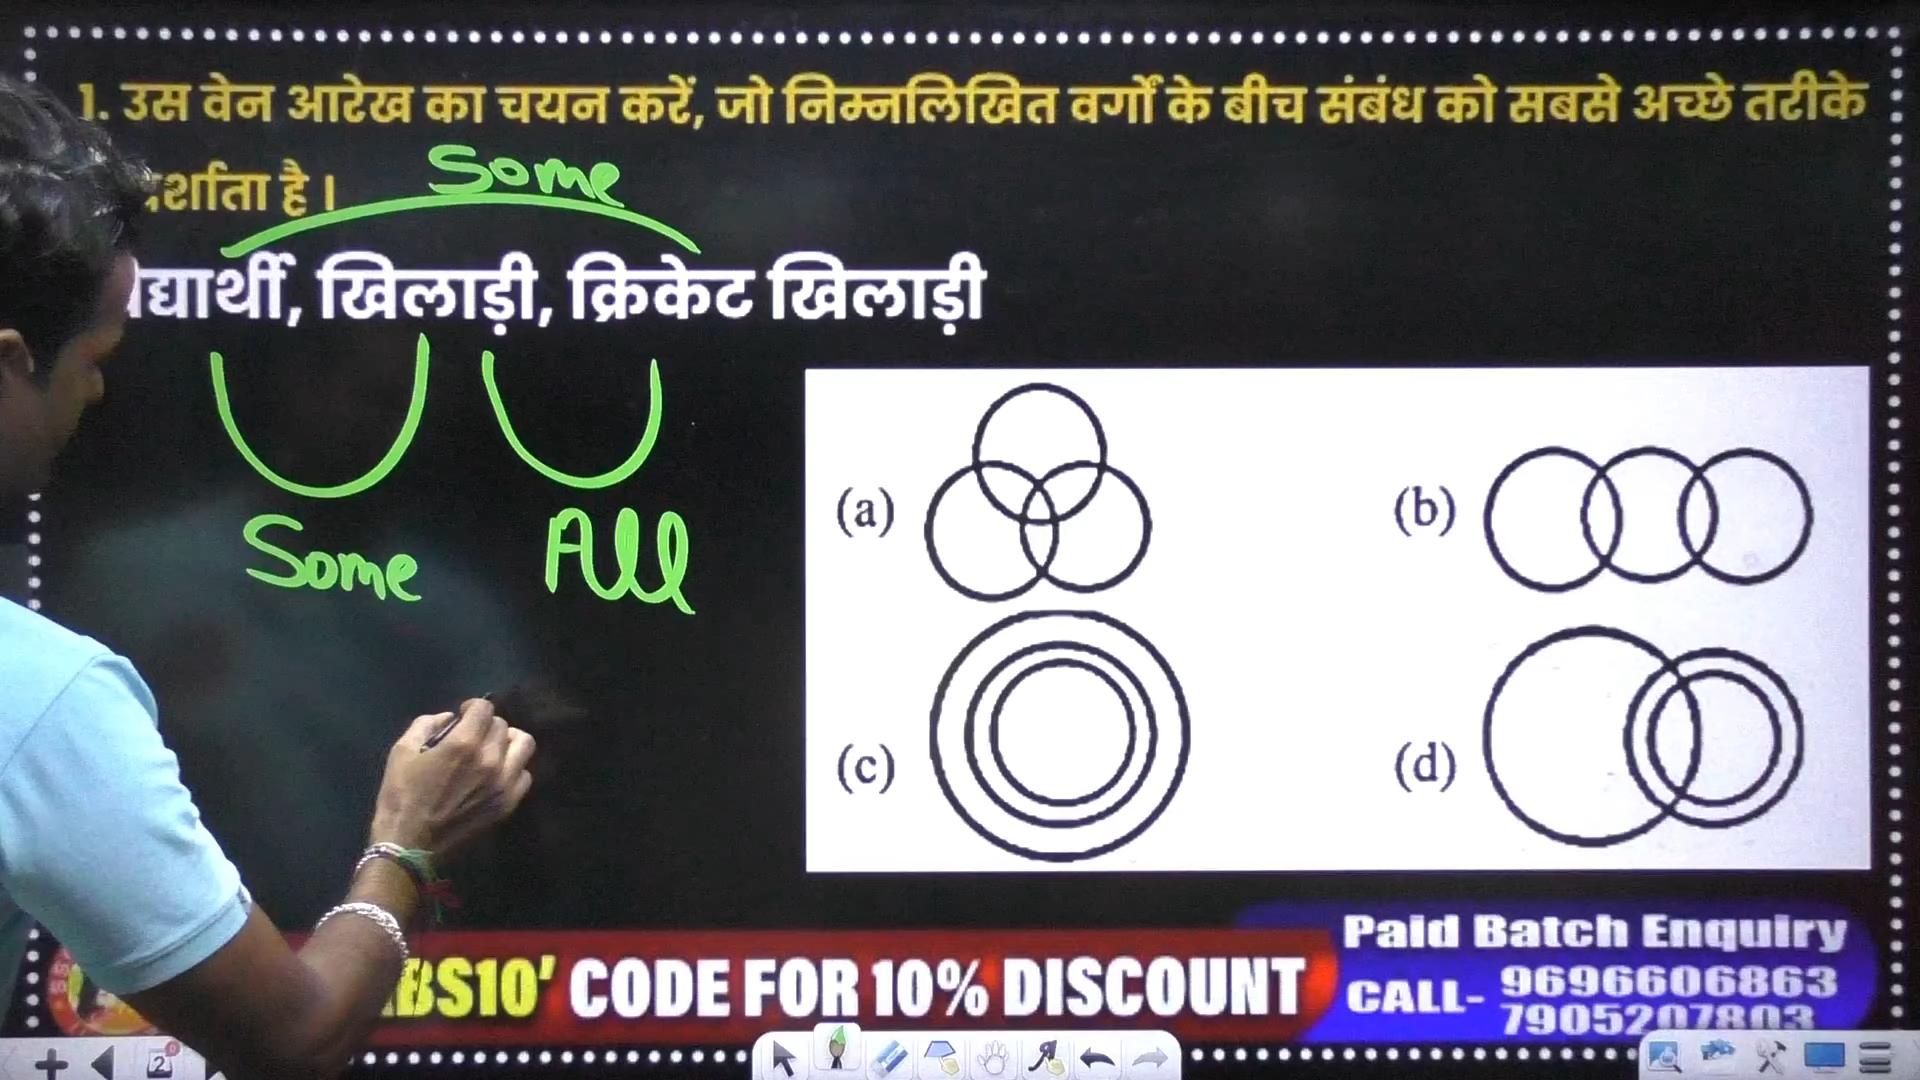 1. उस वेन आरेख का चयन करें, जो निम्नलिखित वर्गों के बीच संबंध को सबसे अच्छे तरीके
है।
Some
खिलाड़ी, क्रिकेट खिलाड़ी
Some All
(a) (b)
(c) (d)
BS10' CODE FOR 10% DISCOUNT
Paid Batch Enquiry
CALL- 9696606863
7905207803
2